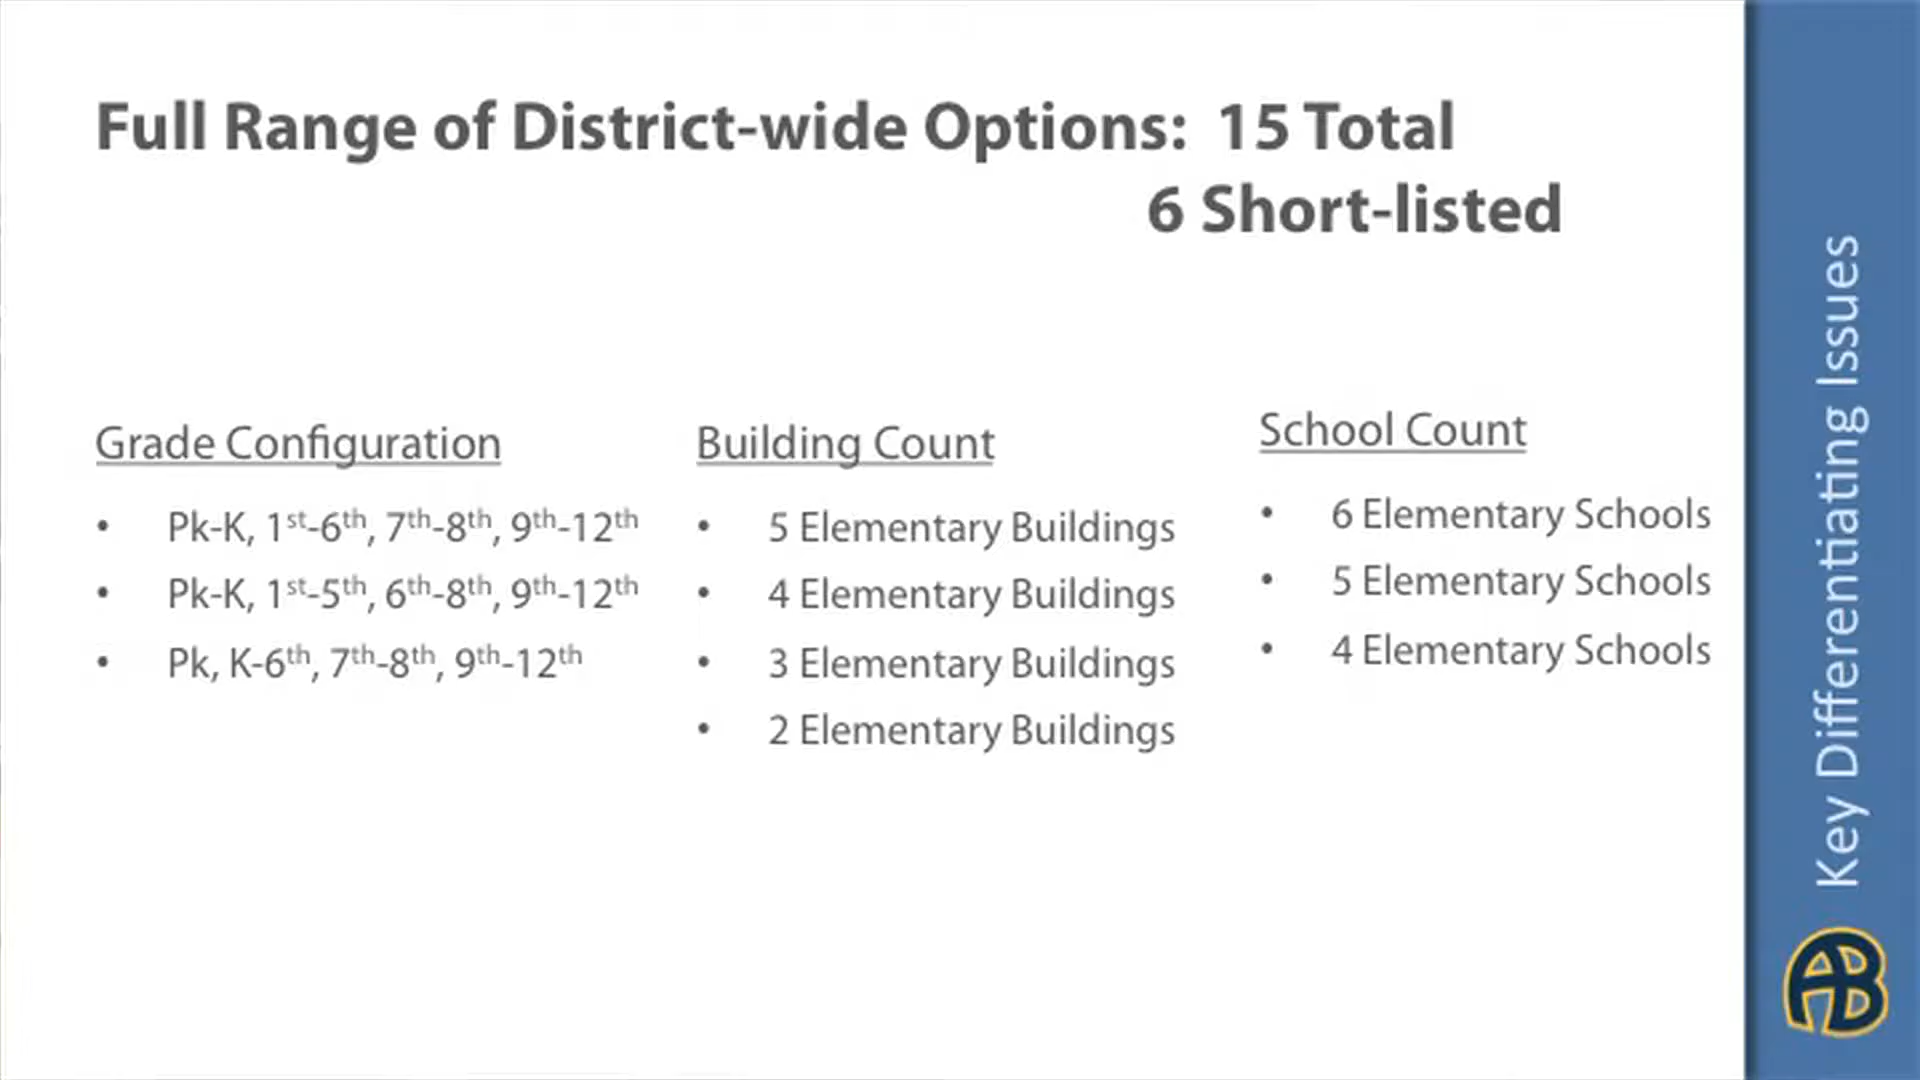 Full Range of District-wide Options: 15 Total
6 Short-listed
Grade Configuration
• Pk-K, 1st-6th, 7th-8th, 9th-12th
• Pk-K, 1st-5th, 6th-8th, 9th-12th
• Pk, K-6th, 7th-8th, 9th-12th
Building Count
• 5 Elementary Buildings
• 4 Elementary Buildings
• 3 Elementary Buildings
• 2 Elementary Buildings
School Count
• 6 Elementary Schools
• 5 Elementary Schools
• 4 Elementary Schools
Key Differentiating Issues
AB